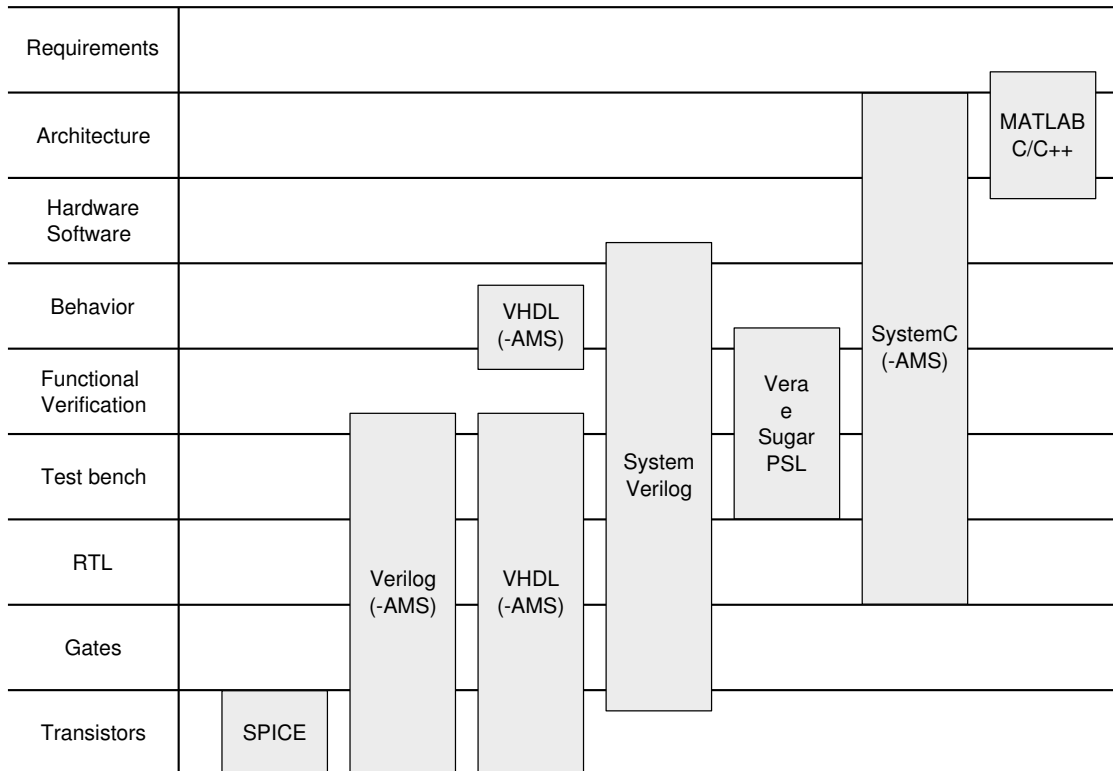 Requirements
Architecture
Hardware
Software
Behavior
Functional
Verification
Test bench
RTL
Gates
Transistors
SPICE
Verilog
(-AMS)
VHDL
(-AMS)
VHDL
(-AMS)
System
Verilog
Vera
e
Sugar
PSL
SystemC
(-AMS)
MATLAB
C/C++